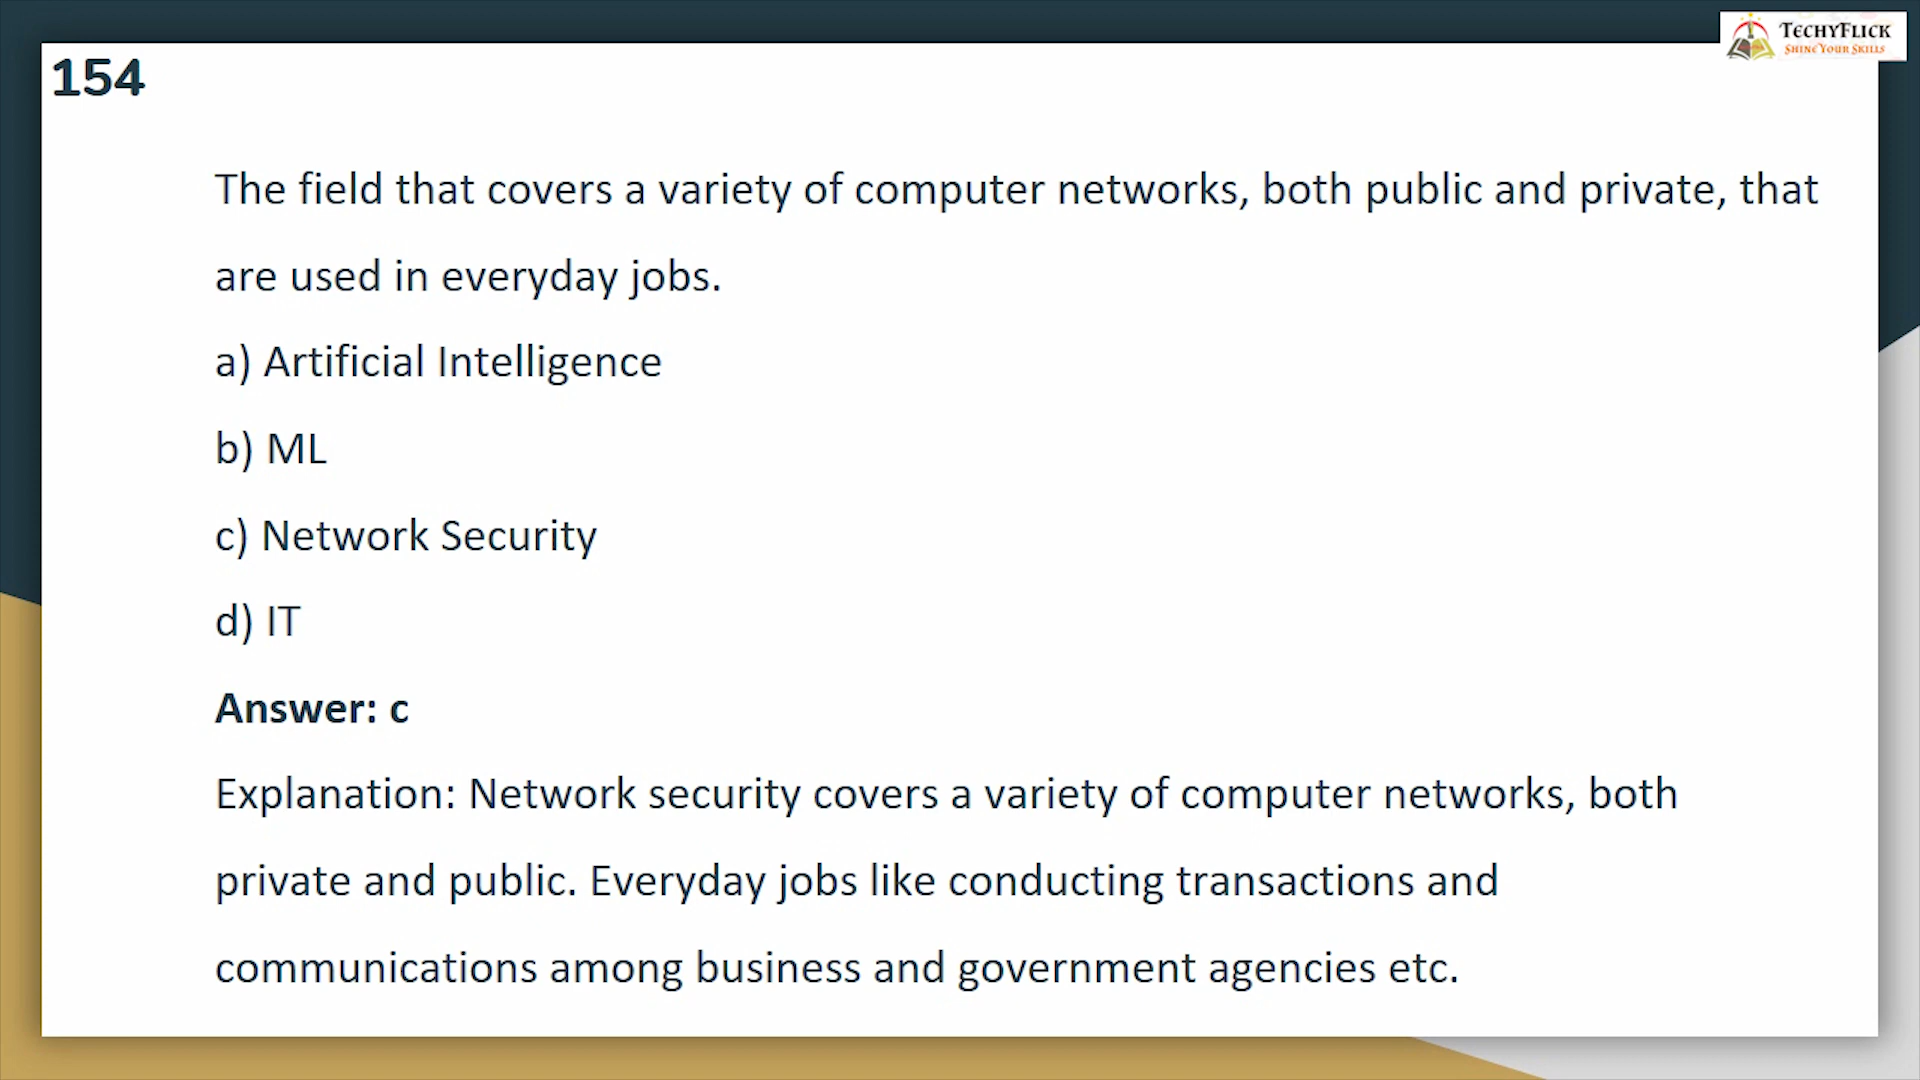 TECHYFLICK
SHINE YOUR SKILLS
154
The field that covers a variety of computer networks, both public and private, that
are used in everyday jobs.
a) Artificial Intelligence
b) ML
c) Network Security
d) IT
Answer: c
Explanation: Network security covers a variety of computer networks, both
private and public. Everyday jobs like conducting transactions and
communications among business and government agencies etc.